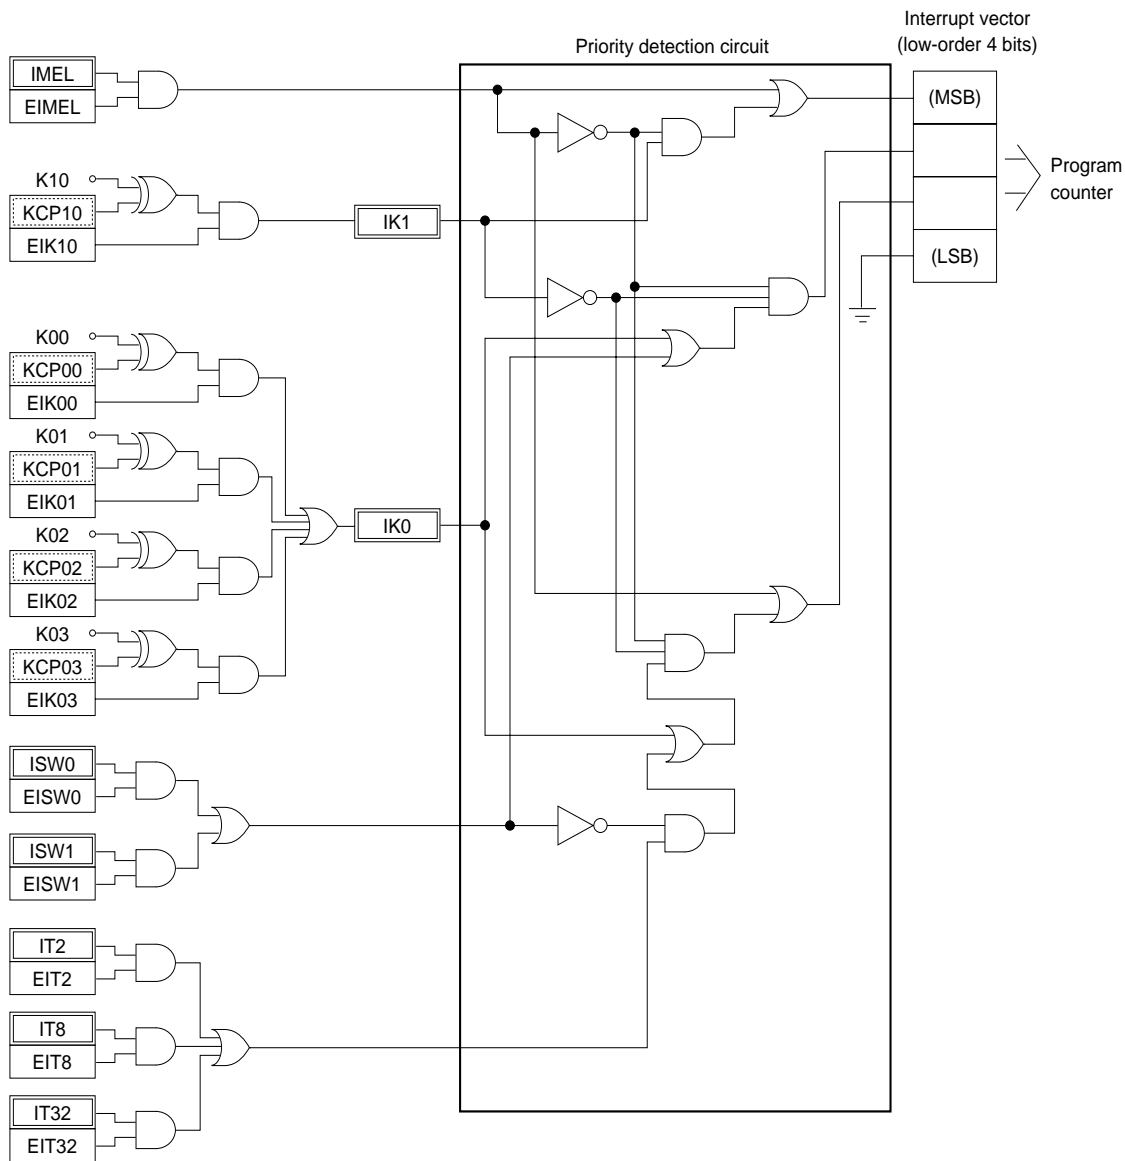 Interrupt vector
(low-order 4 bits)
Priority detection circuit
IMEL
EIMEL
(MSB)
Program
counter
K10
KCP10
EIK10
IK1
(LSB)
K00
KCP00
EIK00
K01
KCP01
EIK01
K02
KCP02
EIK02
IK0
K03
KCP03
EIK03
ISW0
EISW0
ISW1
EISW1
IT2
EIT2
IT8
EIT8
IT32
EIT32